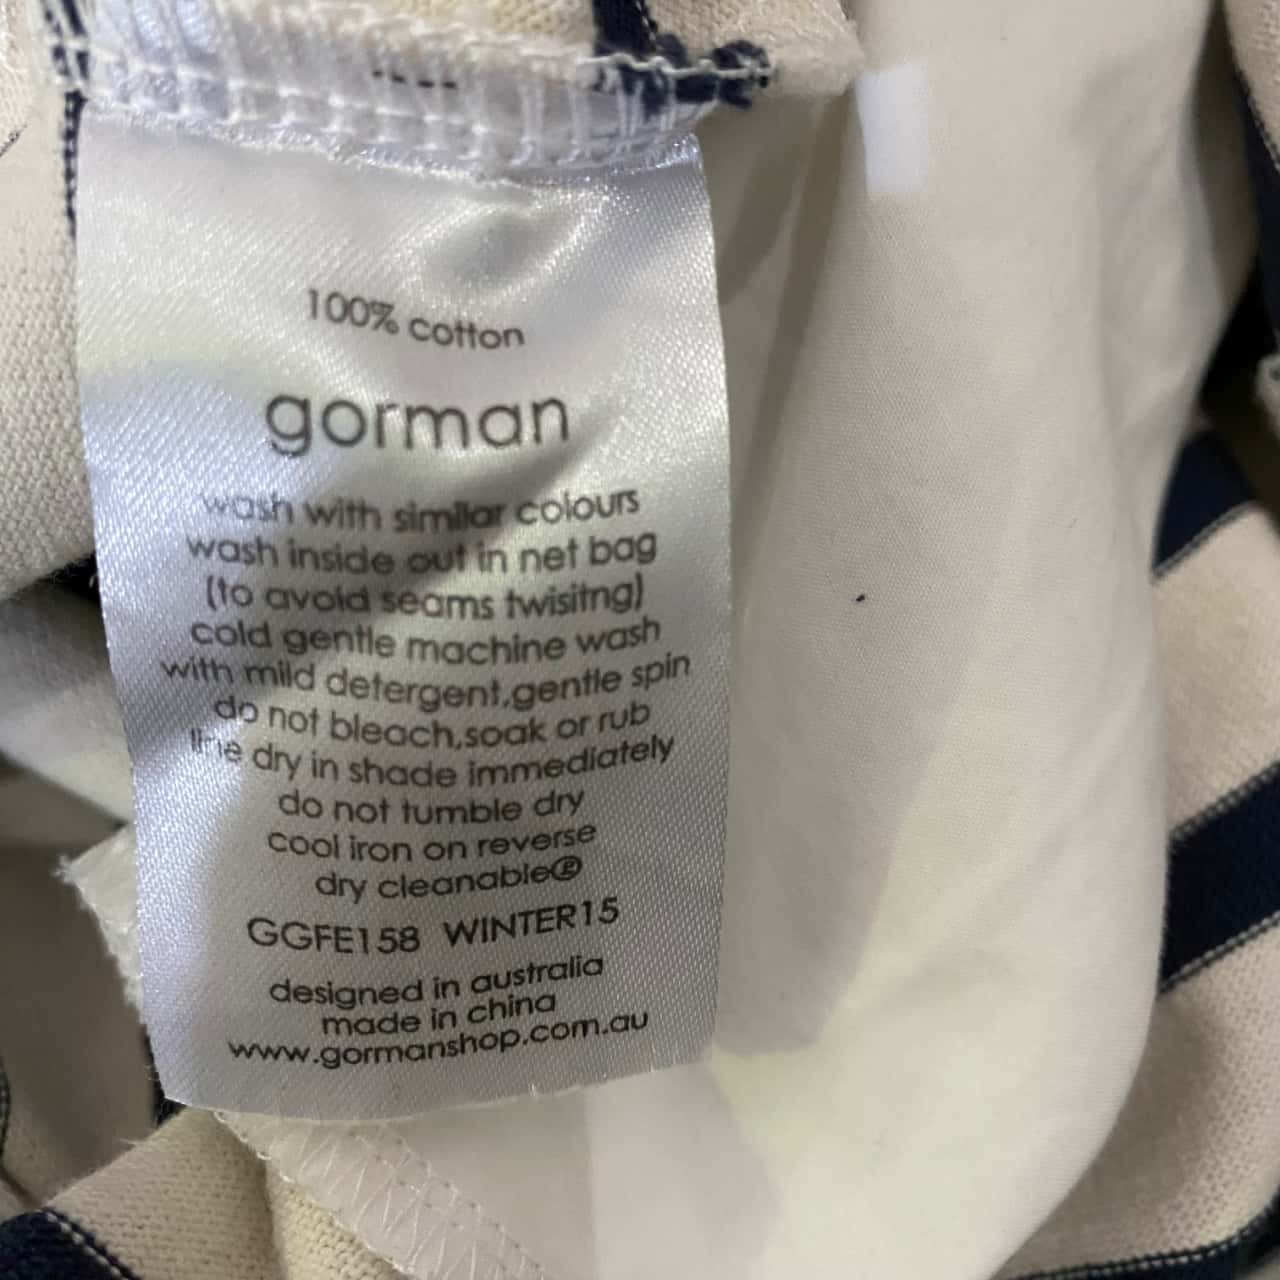 100% cotton
gorman
wash with similar colours
wash inside out in net bag
(to avoid seams twisitng)
cold gentle machine wash
with mild detergent,gentle spin
do not bleach,soak or rub
line dry in shade immediately
do not tumble dry
cool iron on reverse
dry cleanableⓅ
GGFE158 WINTER15
designed in australia
made in china
www.gormanshop.com.au